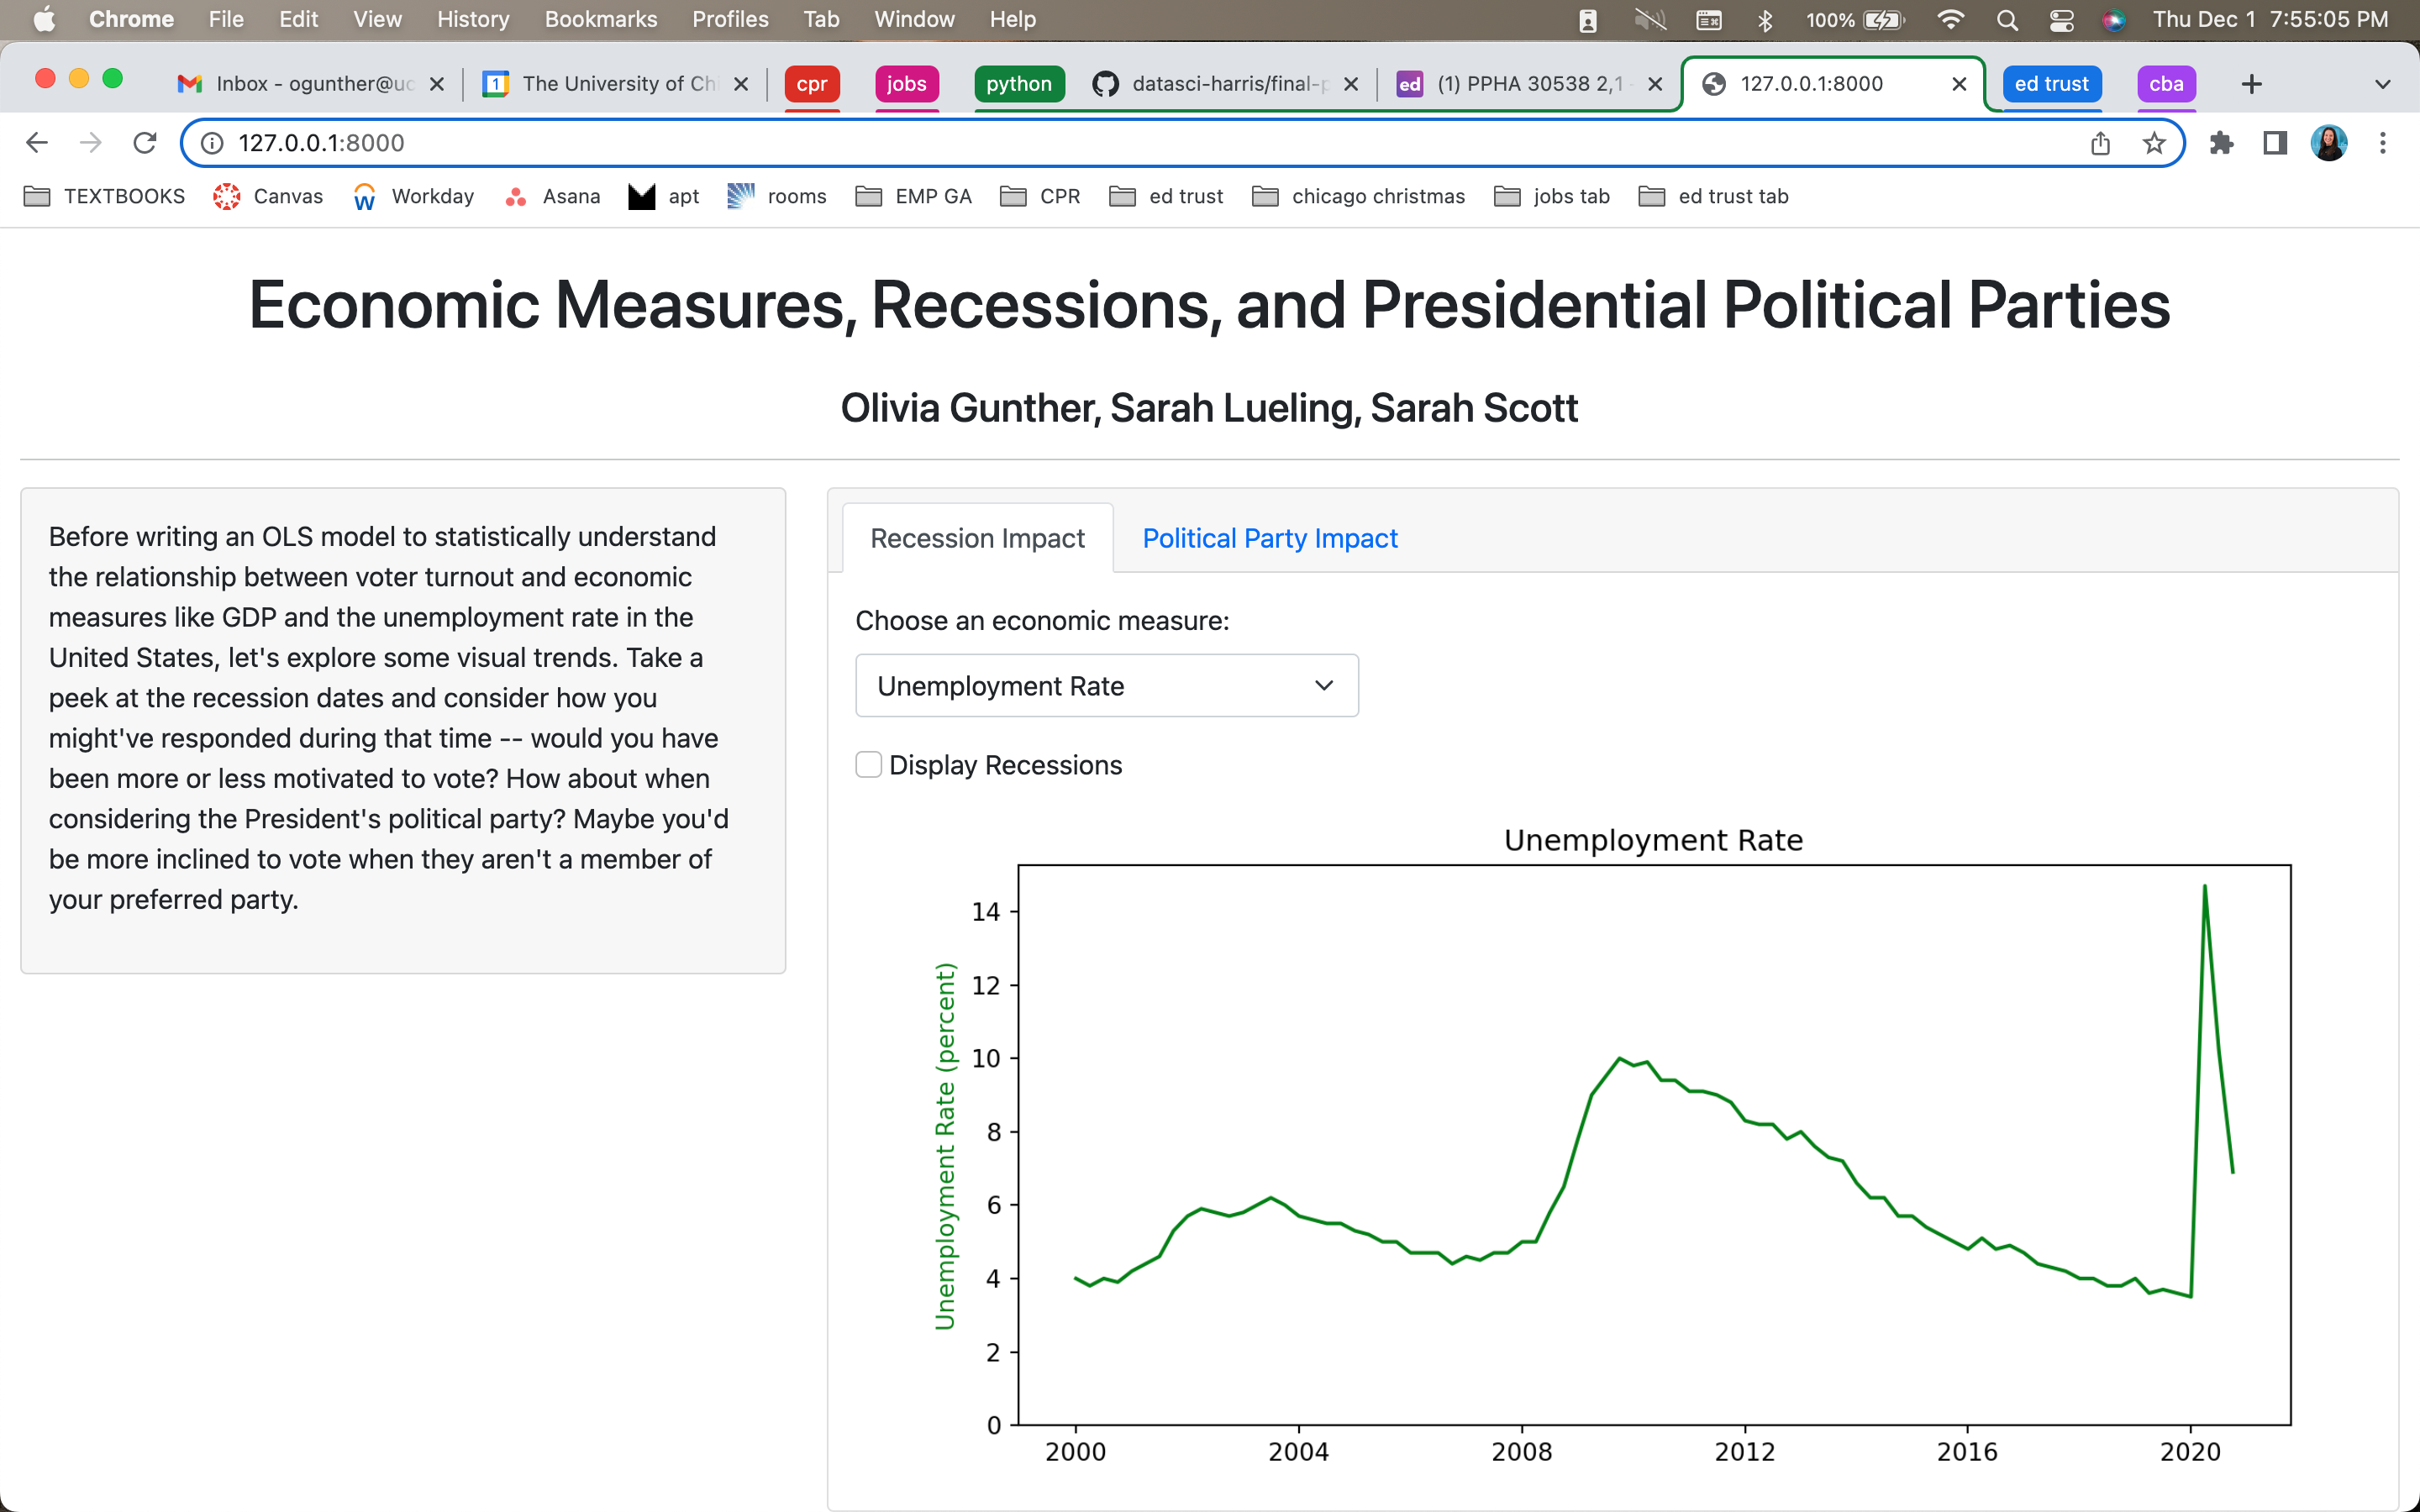 Chrome File Edit View History Bookmarks Profiles Tab Window Help 100% Thu Dec 1 7:55:05 PM
Inbox - ogunther@uc The University of Chi cpr jobs python datasci-harris/final-p ed (1) PPHA 30538 2,1 - 127.0.0.1:8000 ed trust cba
127.0.0.1:8000
TEXTBOOKS Canvas Workday Asana apt rooms EMP GA CPR ed trust chicago christmas jobs tab ed trust tab
Economic Measures, Recessions, and Presidential Political Parties
Olivia Gunther, Sarah Lueling, Sarah Scott
Before writing an OLS model to statistically understand
the relationship between voter turnout and economic
measures like GDP and the unemployment rate in the
United States, let's explore some visual trends. Take a
peek at the recession dates and consider how you
might've responded during that time -- would you have
been more or less motivated to vote? How about when
considering the President's political party? Maybe you'd
be more inclined to vote when they aren't a member of
your preferred party.
Recession Impact Political Party Impact
Choose an economic measure:
Unemployment Rate
Display Recessions
Unemployment Rate
Unemployment Rate (percent)
14
12
10
8
6
4
2
0
2000 2004 2008 2012 2016 2020